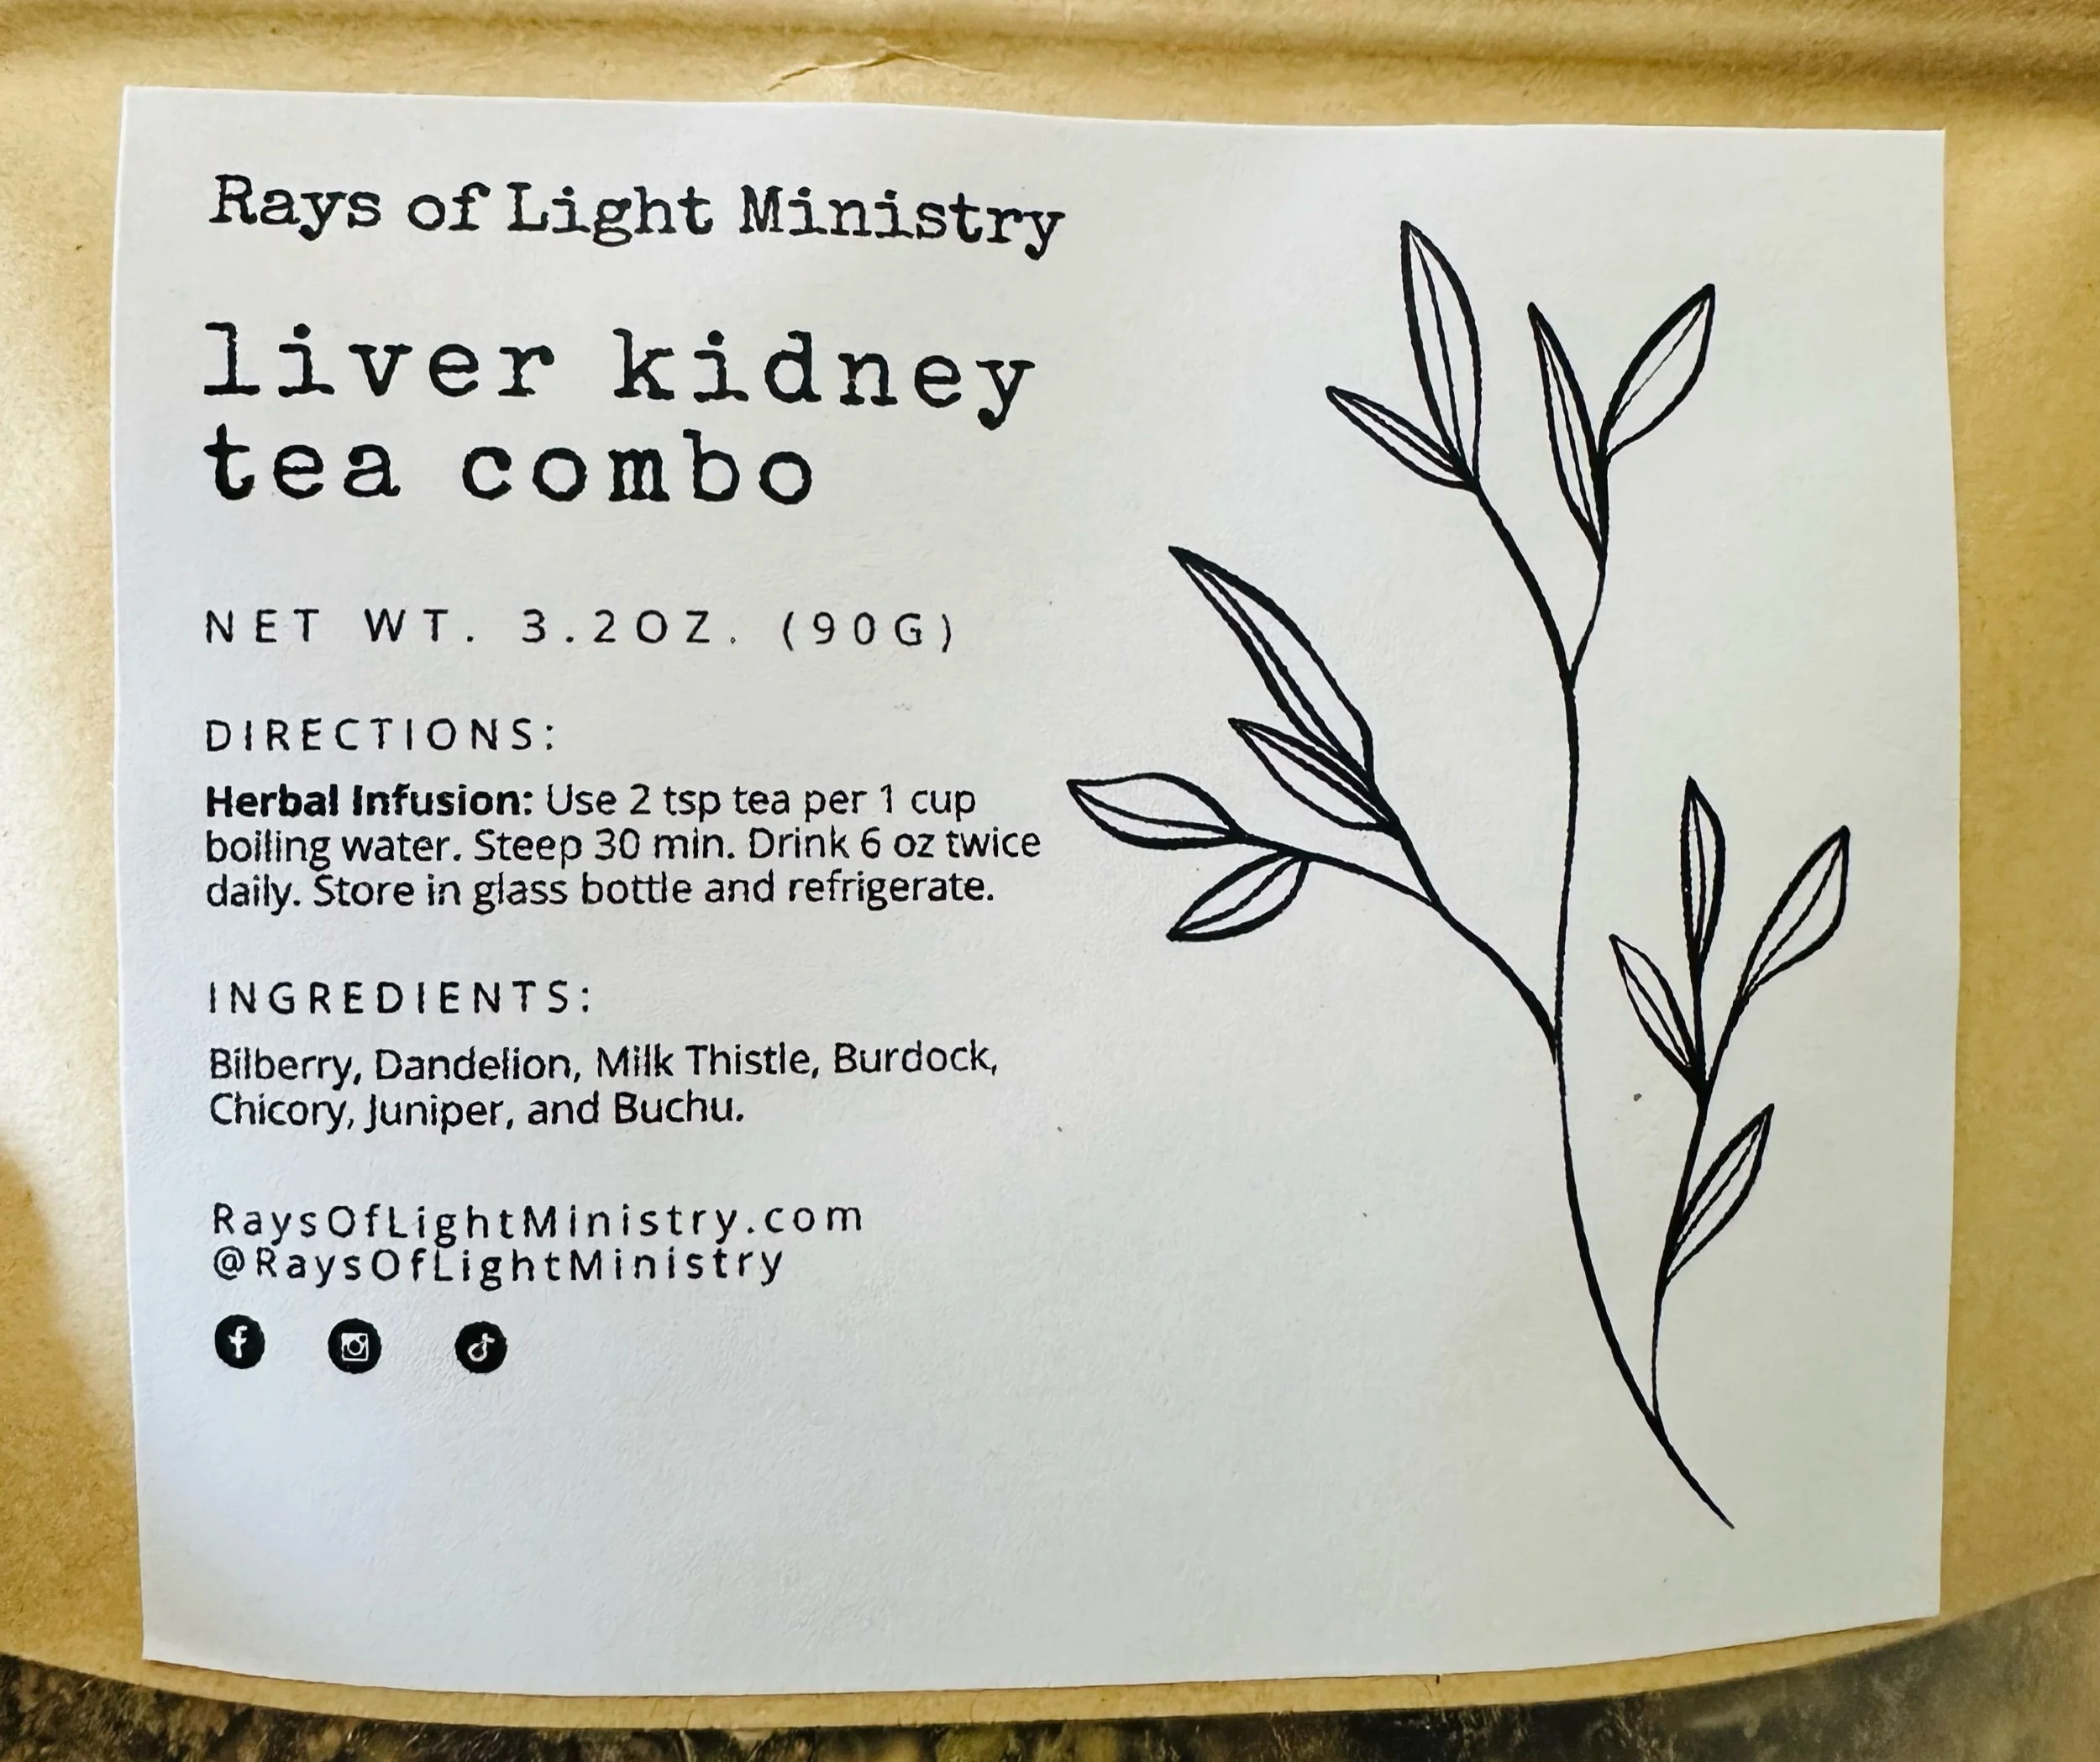 Rays of Light Ministry
liver kidney
tea combo
NET WT. 3.2OZ. (90G)
DIRECTIONS:
Herbal Infusion: Use 2 tsp tea per 1 cup
boiling water. Steep 30 min. Drink 6 oz twice
daily. Store in glass bottle and refrigerate.
INGREDIENTS:
Bilberry, Dandelion, Milk Thistle, Burdock,
Chicory, Juniper, and Buchu.
RaysOfLightMinistry.com
@RaysOfLightMinistry